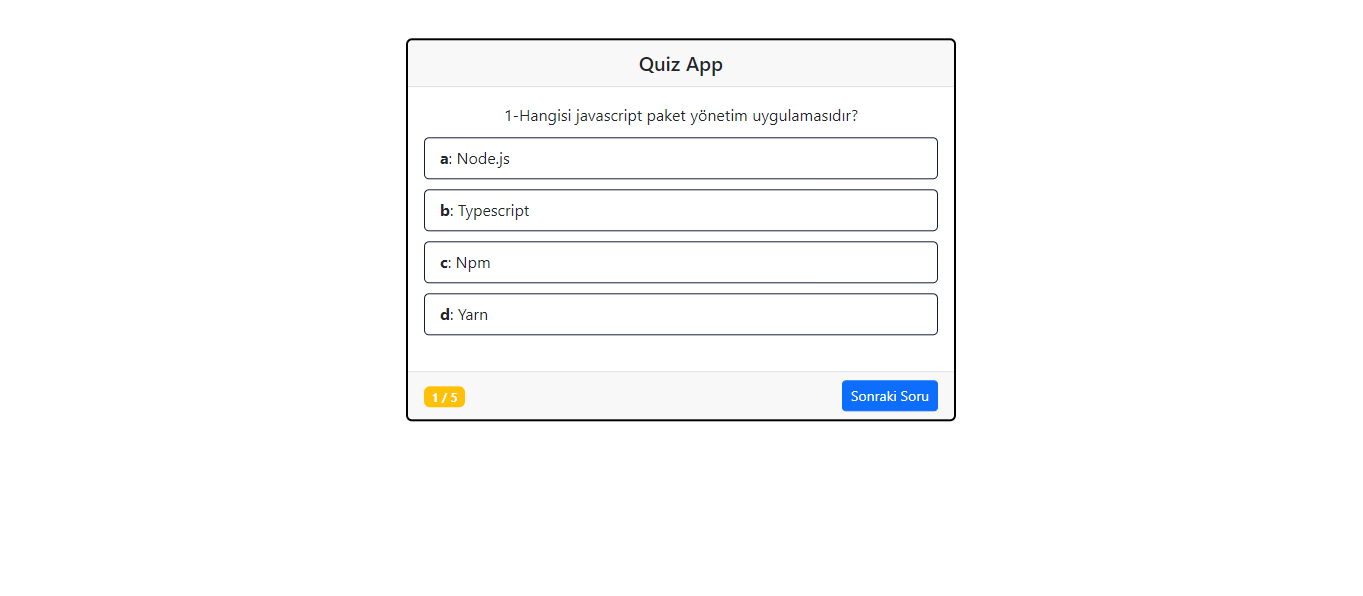 Quiz App
1-Hangisi javascript paket yönetim uygulamasıdır?
a: Node.js
b: Typescript
c: Npm
d: Yarn
1 / 5
Sonraki Soru